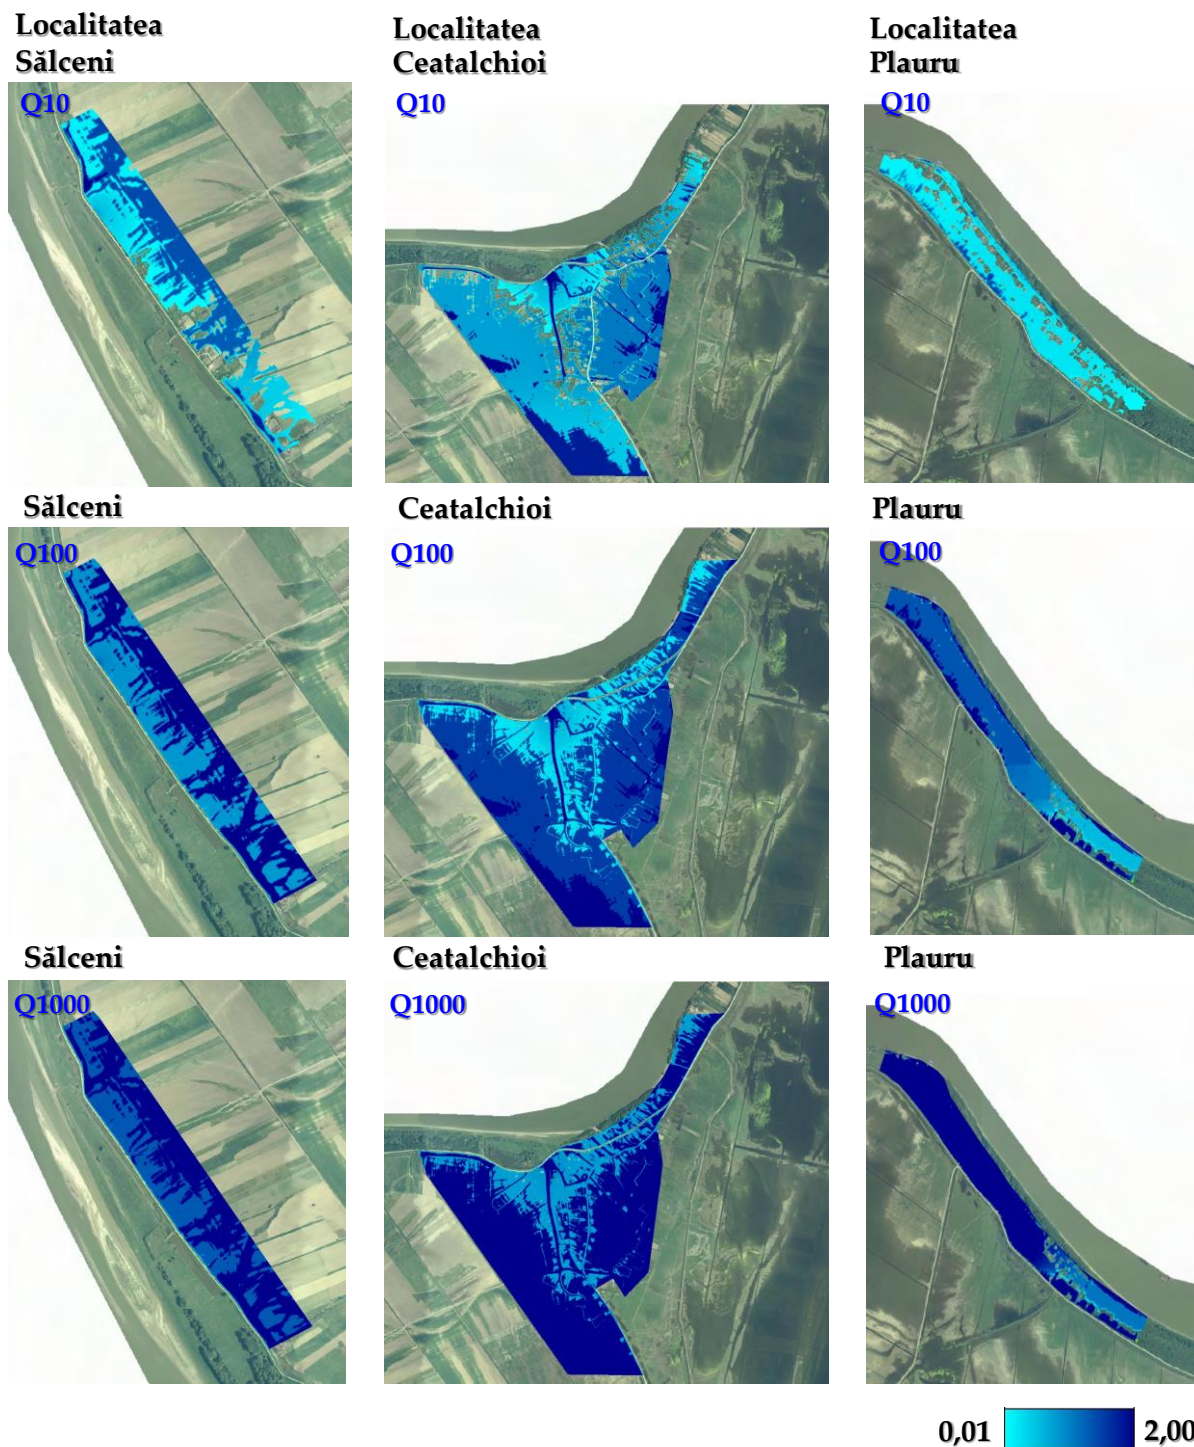 Localitatea
Sălceni
Q10
Localitatea
Ceatalchioi
Q10
Localitatea
Plauru
Q10
Sălceni
Q100
Ceatalchioi
Q100
Plauru
Q100
Sălceni
Q1000
Ceatalchioi
Q1000
Plauru
Q1000
0,01 2,00